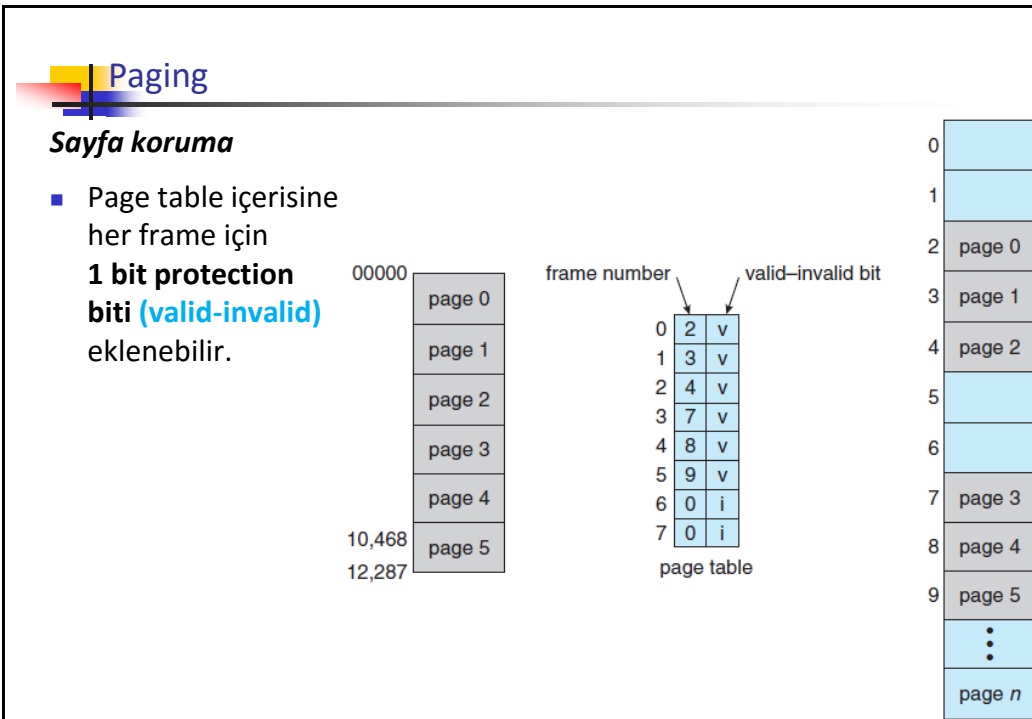 Paging
Sayfa koruma
Page table içerisine
her frame için
1 bit protection
biti (valid-invalid)
eklenebilir.
00000
page 0
page 1
page 2
page 3
page 4
10,468
page 5
12,287
frame number
valid–invalid bit
0 2 v
1 3 v
2 4 v
3 7 v
4 8 v
5 9 v
6 0 i
7 0 i
page table
0
1
2 page 0
3 page 1
4 page 2
5
6
7 page 3
8 page 4
9 page 5
page n